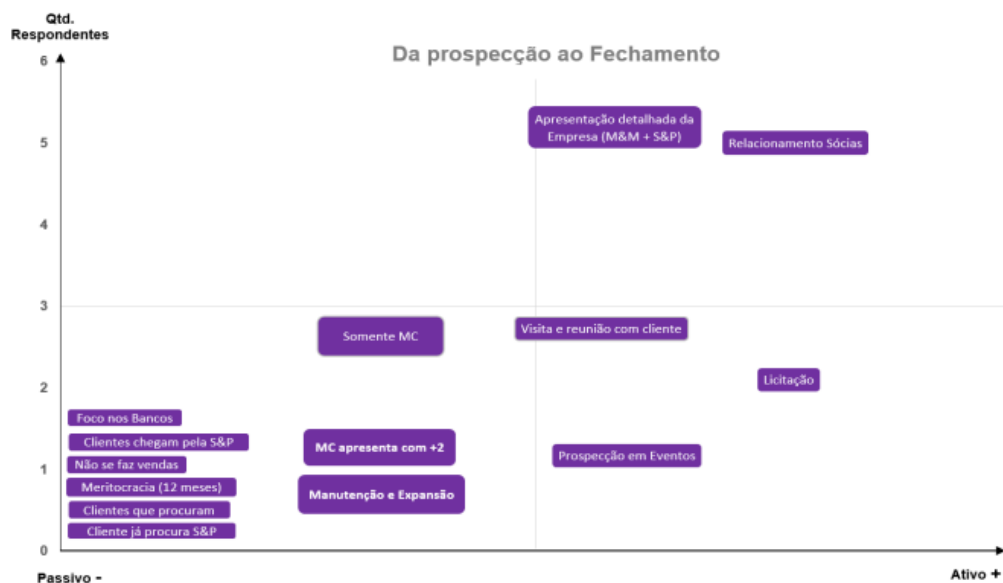 Qtd.
Respondentes
Da prospecção ao Fechamento
6
Apresentação detalhada da
Empresa (M&M + S&P)
5
Relacionamento Sócias
4
3
Somente MC
Visita e reunião com cliente
2
Licitação
Foco nos Bancos
Clientes chegam pela S&P
MC apresenta com +2
Prospecção em Eventos
1
Não se faz vendas
Meritocracia (12 meses)
Manutenção e Expansão
Clientes que procuram
Cliente já procura S&P
0
Passivo -
Ativo +